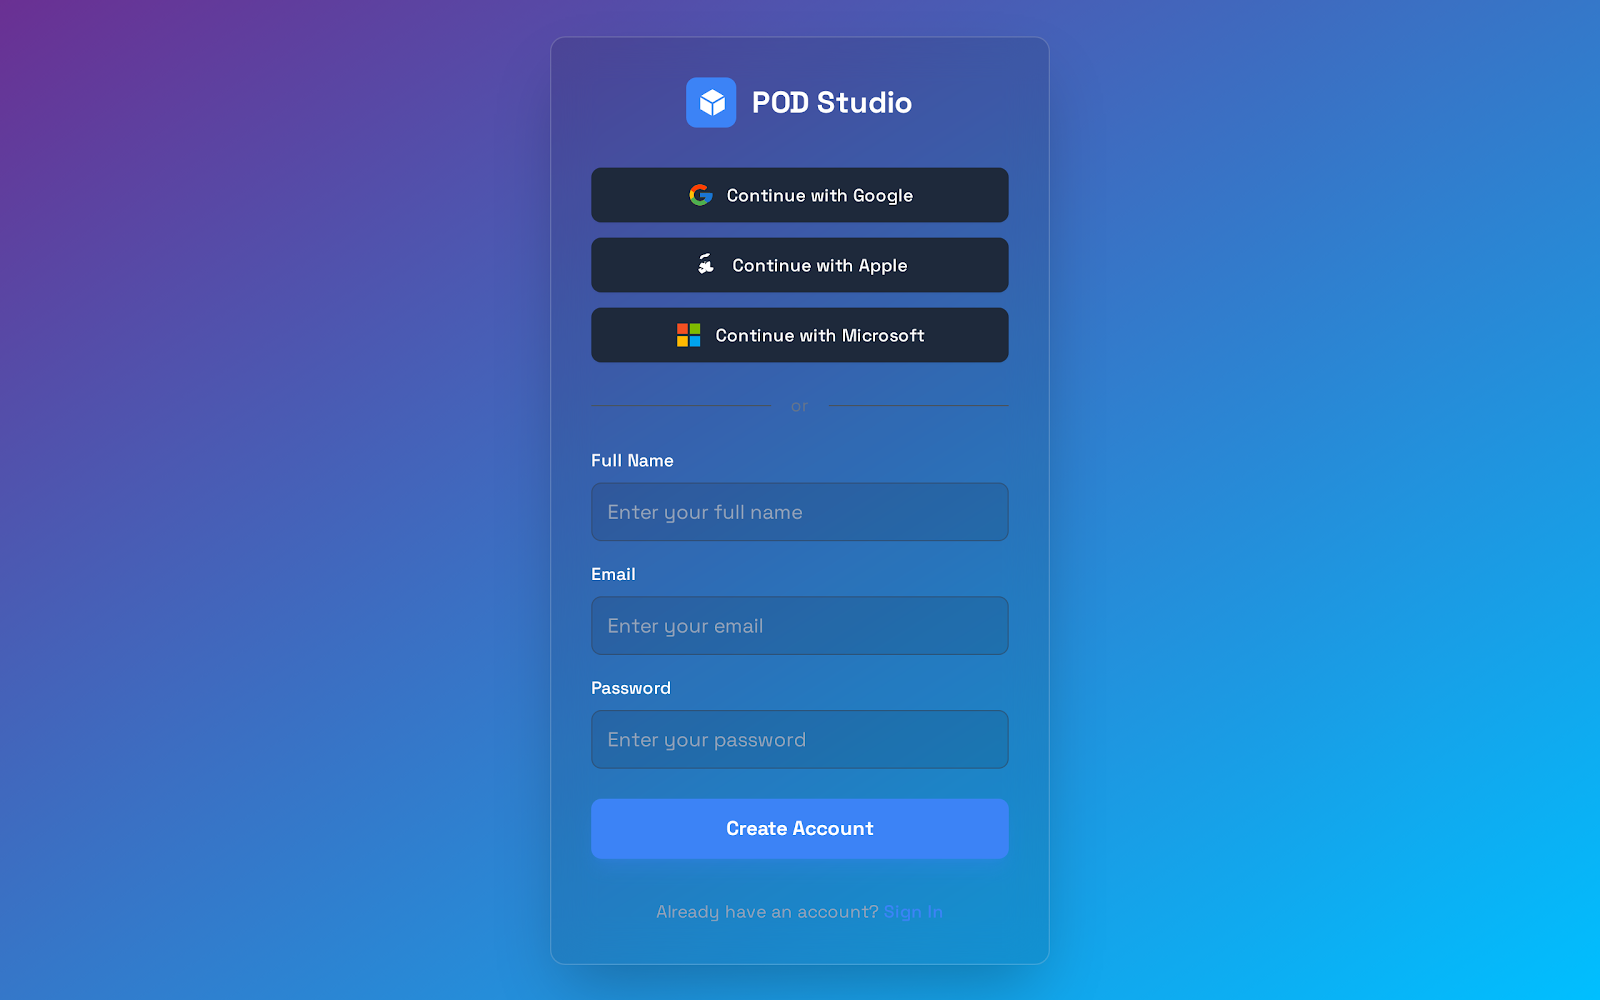 POD Studio
Continue with Google
Continue with Apple
Continue with Microsoft
or
Full Name
Enter your full name
Email
Enter your email
Password
Enter your password
Create Account
Already have an account? Sign in